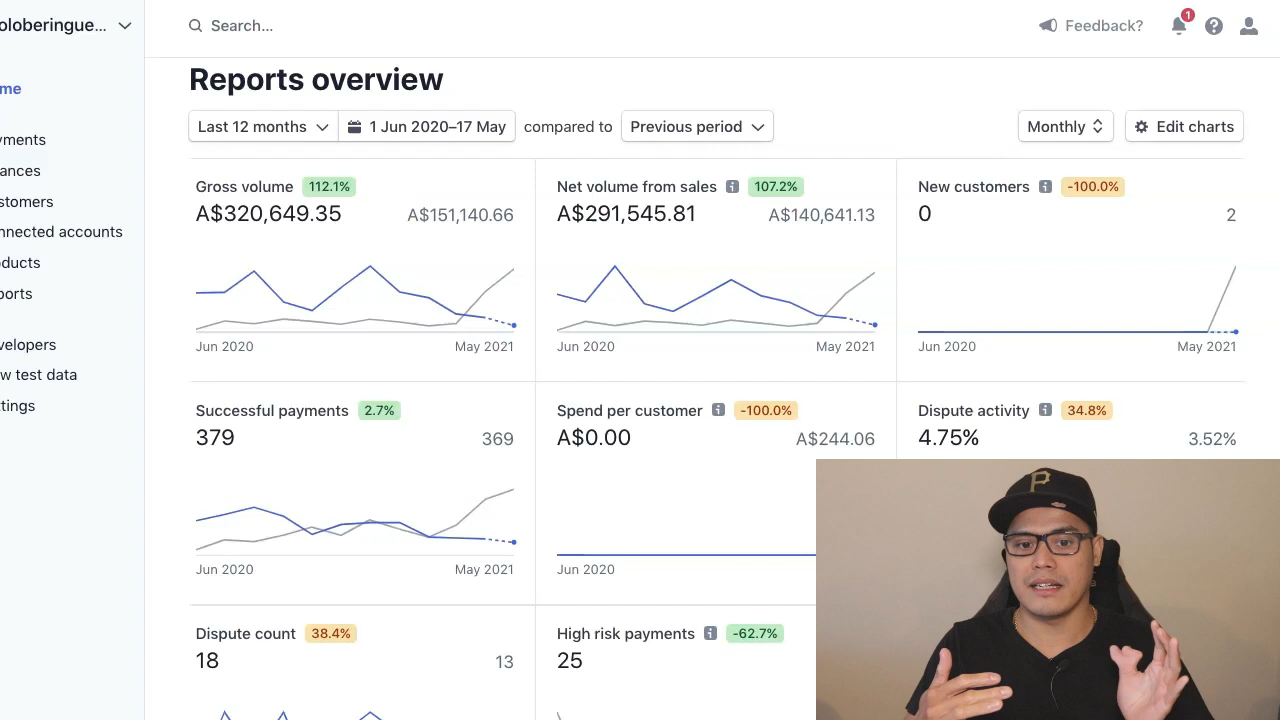 oloberingue...
Search...
Feedback?
1
me
Reports overview
Last 12 months
1 Jun 2020–17 May
compared to
Previous period
Monthly
Edit charts
yments
ances
stomers
nnected accounts
oducts
orts
velopers
w test data
tings
Gross volume 112.1%
A$320,649.35 A$151,140.66
Jun 2020 May 2021
Net volume from sales 107.2%
A$291,545.81 A$140,641.13
Jun 2020 May 2021
New customers -100.0%
0 2
Jun 2020 May 2021
Successful payments 2.7%
379 369
Jun 2020 May 2021
Spend per customer -100.0%
A$0.00 A$244.06
Jun 2020
Dispute activity 34.8%
4.75% 3.52%
Dispute count 38.4%
18 13
High risk payments -62.7%
25
P